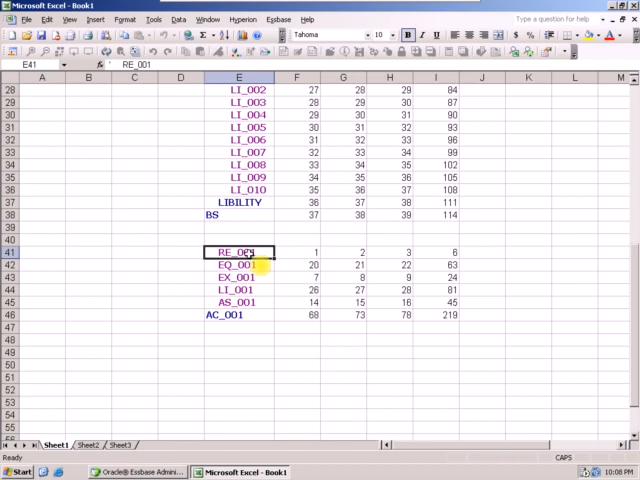 Microsoft Excel - Book1
File Edit View Insert Format Tools Data Window Hyperion Essbase Help
Type a question for help
Tahoma 10 B I U $ %
E41 fx ' RE_001
A B C D E F G H I J K L M
28 LI_002 27 28 29 84
29 LI_003 28 29 30 87
30 LI_004 29 30 31 90
31 LI_005 30 31 32 93
32 LI_006 31 32 33 96
33 LI_007 32 33 34 99
34 LI_008 33 34 35 102
35 LI_009 34 35 36 105
36 LI_010 35 36 37 108
37 LIBILITY 36 37 38 111
38 BS 37 38 39 114
39
40
41 RE_001 1 2 3 6
42 EQ_001 20 21 22 63
43 EX_001 7 8 9 24
44 LI_001 26 27 28 81
45 AS_001 14 15 16 45
46 AC_001 68 73 78 219
47
48
49
50
51
52
53
54
55
56
Sheet1 Sheet2 Sheet3
Ready CAPS
Start Oracle® Essbase Admini... Microsoft Excel - Book1 10:08 PM